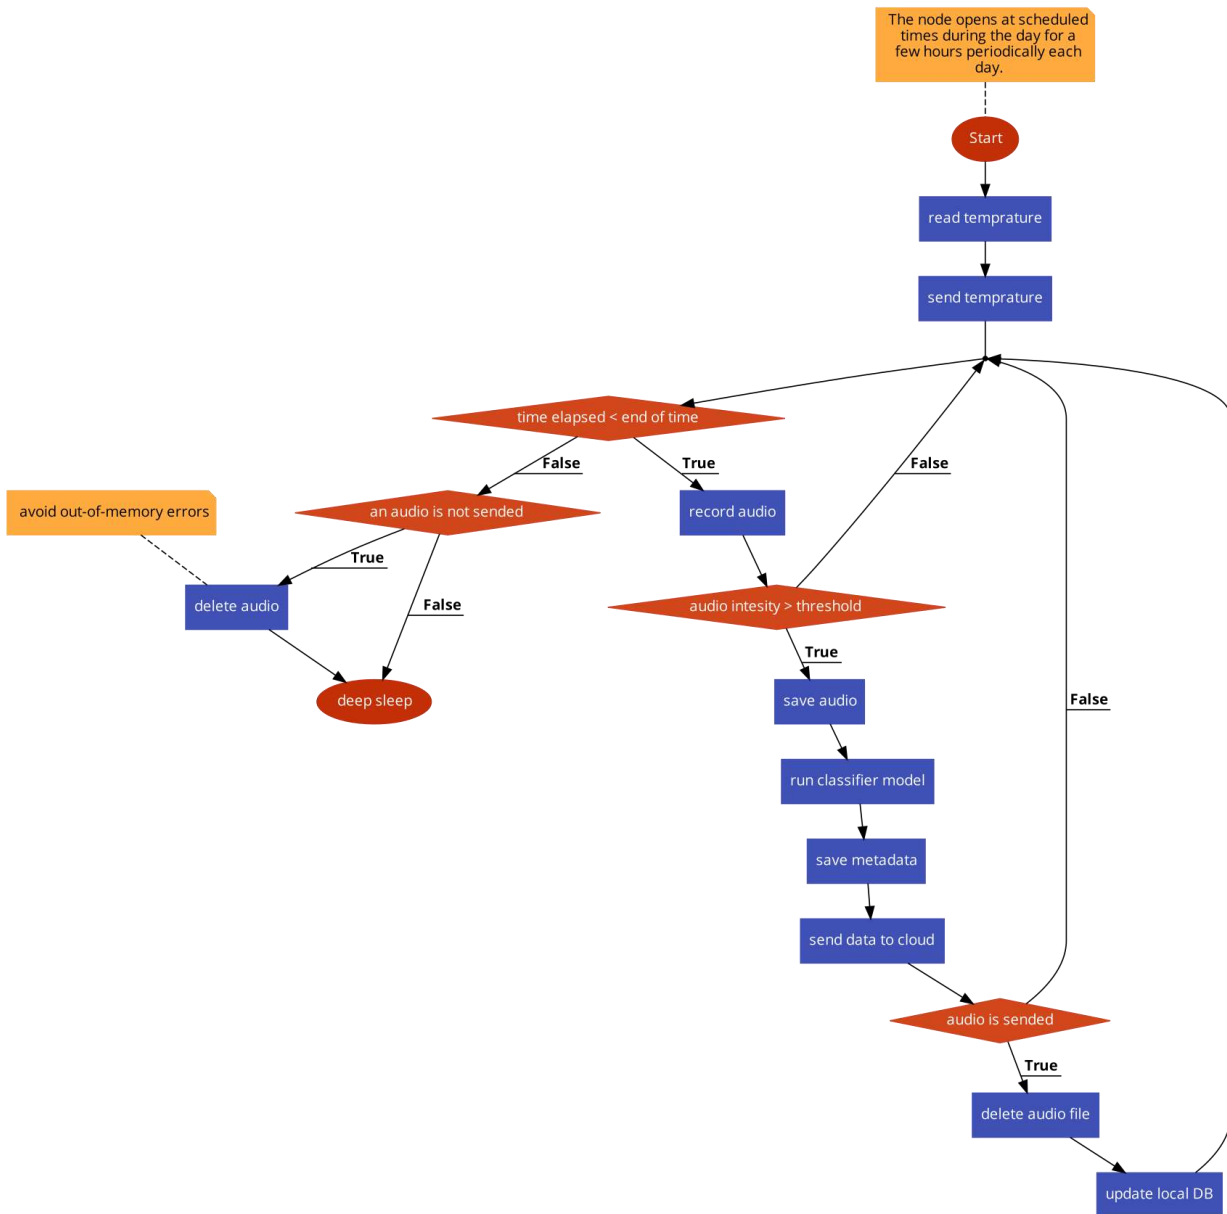 The node opens at scheduled
times during the day for a
few hours periodically each
day.
Start
read temprature
send temprature
time elapsed < end of time
False
True
avoid out-of-memory errors
an audio is not sended
record audio
False
True
delete audio
False
audio intesity > threshold
True
deep sleep
save audio
False
run classifier model
save metadata
send data to cloud
audio is sended
True
delete audio file
update local DB